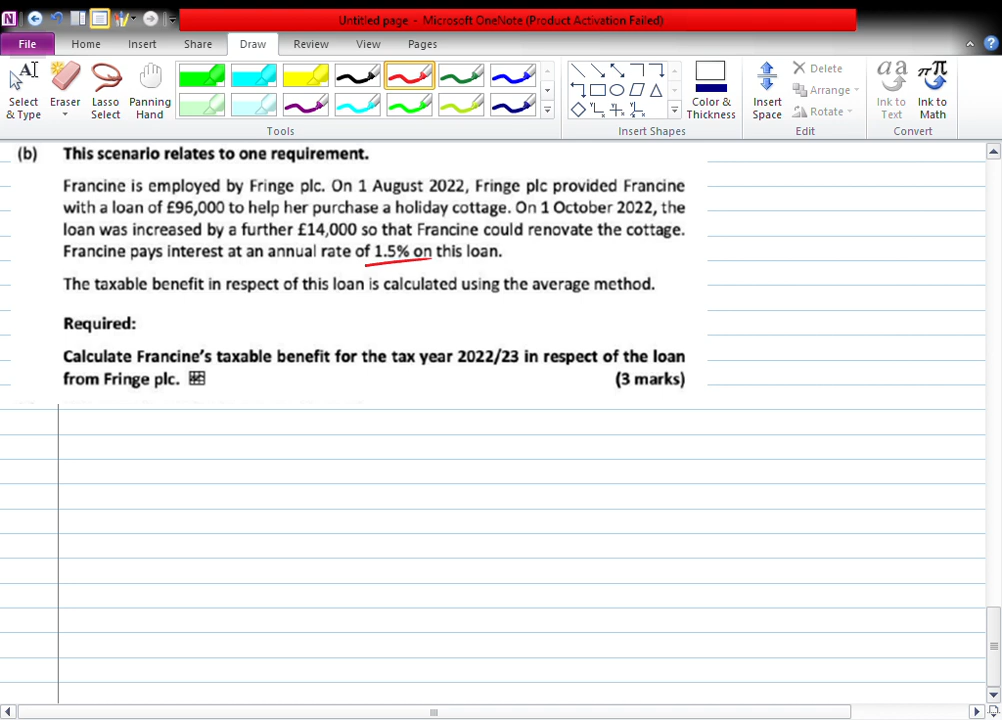 Untitled page - Microsoft OneNote (Product Activation Failed)
File Home Insert Share Draw Review View Pages
Select & Type
Eraser
Lasso Select
Panning Hand
Color & Thickness
Insert Space
Delete
Arrange
Rotate
Ink to Text
Ink to Math
Tools Insert Shapes Edit Convert
(b) This scenario relates to one requirement.
Francine is employed by Fringe plc. On 1 August 2022, Fringe plc provided Francine
with a loan of £96,000 to help her purchase a holiday cottage. On 1 October 2022, the
loan was increased by a further £14,000 so that Francine could renovate the cottage.
Francine pays interest at an annual rate of 1.5% on this loan.
The taxable benefit in respect of this loan is calculated using the average method.
Required:
Calculate Francine's taxable benefit for the tax year 2022/23 in respect of the loan
from Fringe plc. (3 marks)